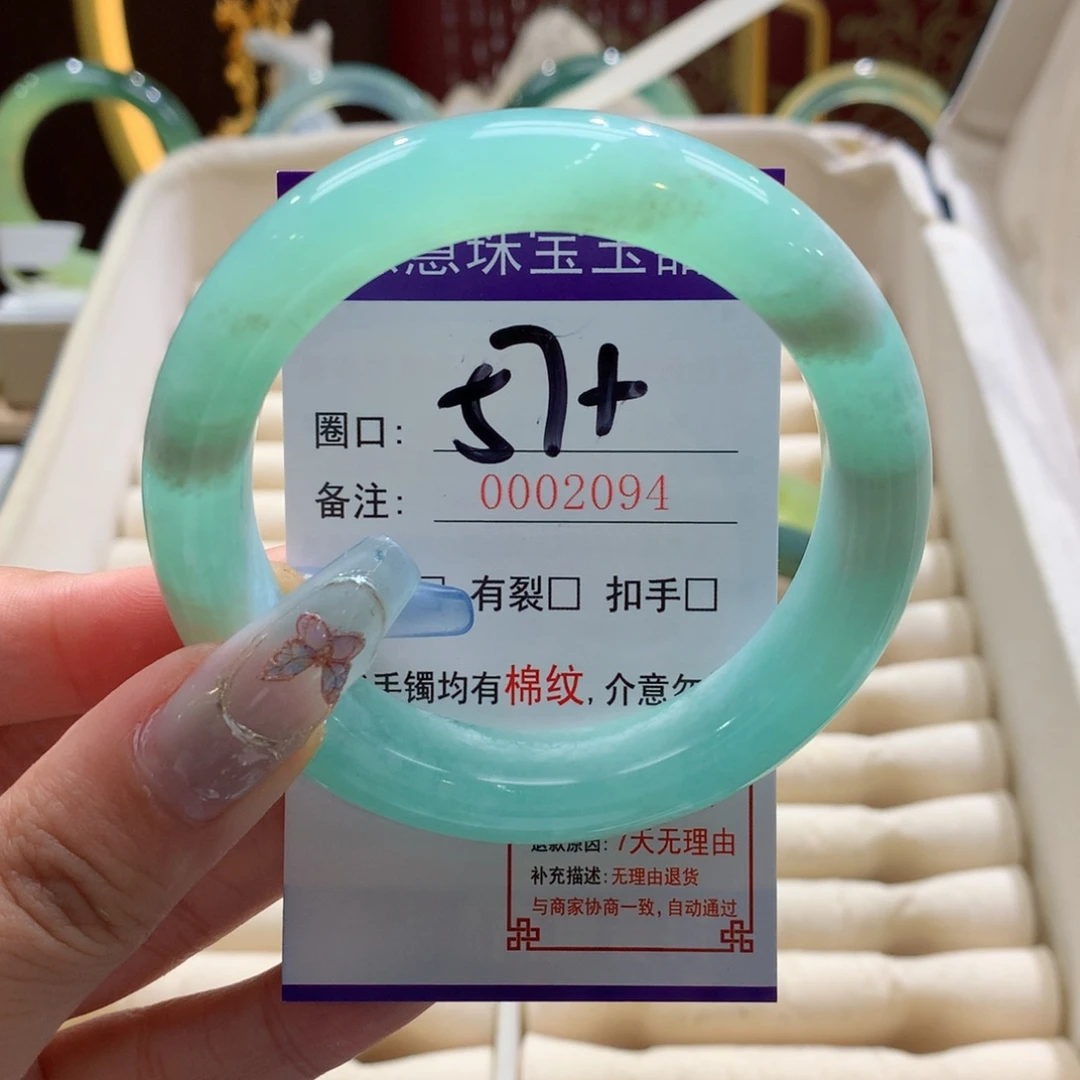 慧珠宝玉器
圈口: 57+
备注: 0002094
有裂□ 扣手□
手镯均有棉纹, 介意勿
退款原因: 7天无理由
补充描述: 无理由退货
与商家协商一致, 自动通过